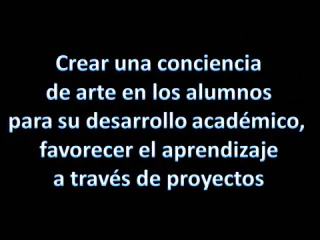 Crear una conciencia
de arte en los alumnos
para su desarrollo académico,
favorecer el aprendizaje
a través de proyectos